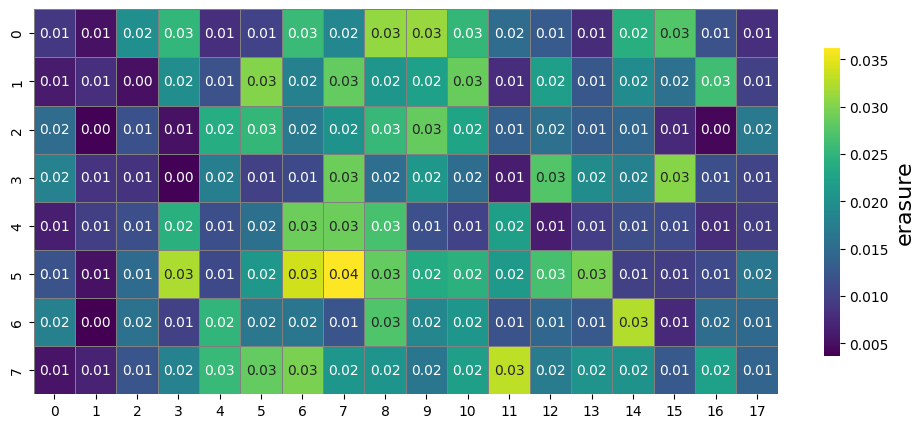 0 0.01 0.01 0.02 0.03 0.01 0.01 0.03 0.02 0.03 0.03 0.03 0.02 0.01 0.01 0.02 0.03 0.01 0.01
1 0.01 0.01 0.00 0.02 0.01 0.03 0.02 0.03 0.02 0.02 0.03 0.01 0.02 0.01 0.02 0.02 0.03 0.01
2 0.02 0.00 0.01 0.01 0.02 0.03 0.02 0.02 0.03 0.03 0.02 0.01 0.02 0.01 0.01 0.01 0.00 0.02
3 0.02 0.01 0.01 0.00 0.02 0.01 0.01 0.03 0.02 0.02 0.02 0.01 0.03 0.02 0.02 0.03 0.01 0.01
4 0.01 0.01 0.01 0.02 0.01 0.02 0.03 0.03 0.03 0.01 0.01 0.02 0.01 0.01 0.01 0.01 0.01 0.01
5 0.01 0.01 0.01 0.03 0.01 0.02 0.03 0.04 0.03 0.02 0.02 0.02 0.03 0.03 0.01 0.01 0.01 0.02
6 0.02 0.00 0.02 0.01 0.02 0.02 0.02 0.01 0.03 0.02 0.02 0.01 0.01 0.01 0.03 0.01 0.02 0.01
7 0.01 0.01 0.01 0.02 0.03 0.03 0.03 0.02 0.02 0.02 0.02 0.03 0.02 0.02 0.02 0.01 0.02 0.01
0 1 2 3 4 5 6 7 8 9 10 11 12 13 14 15 16 17
0.035
0.030
0.025
0.020
0.015
0.010
0.005
erasure